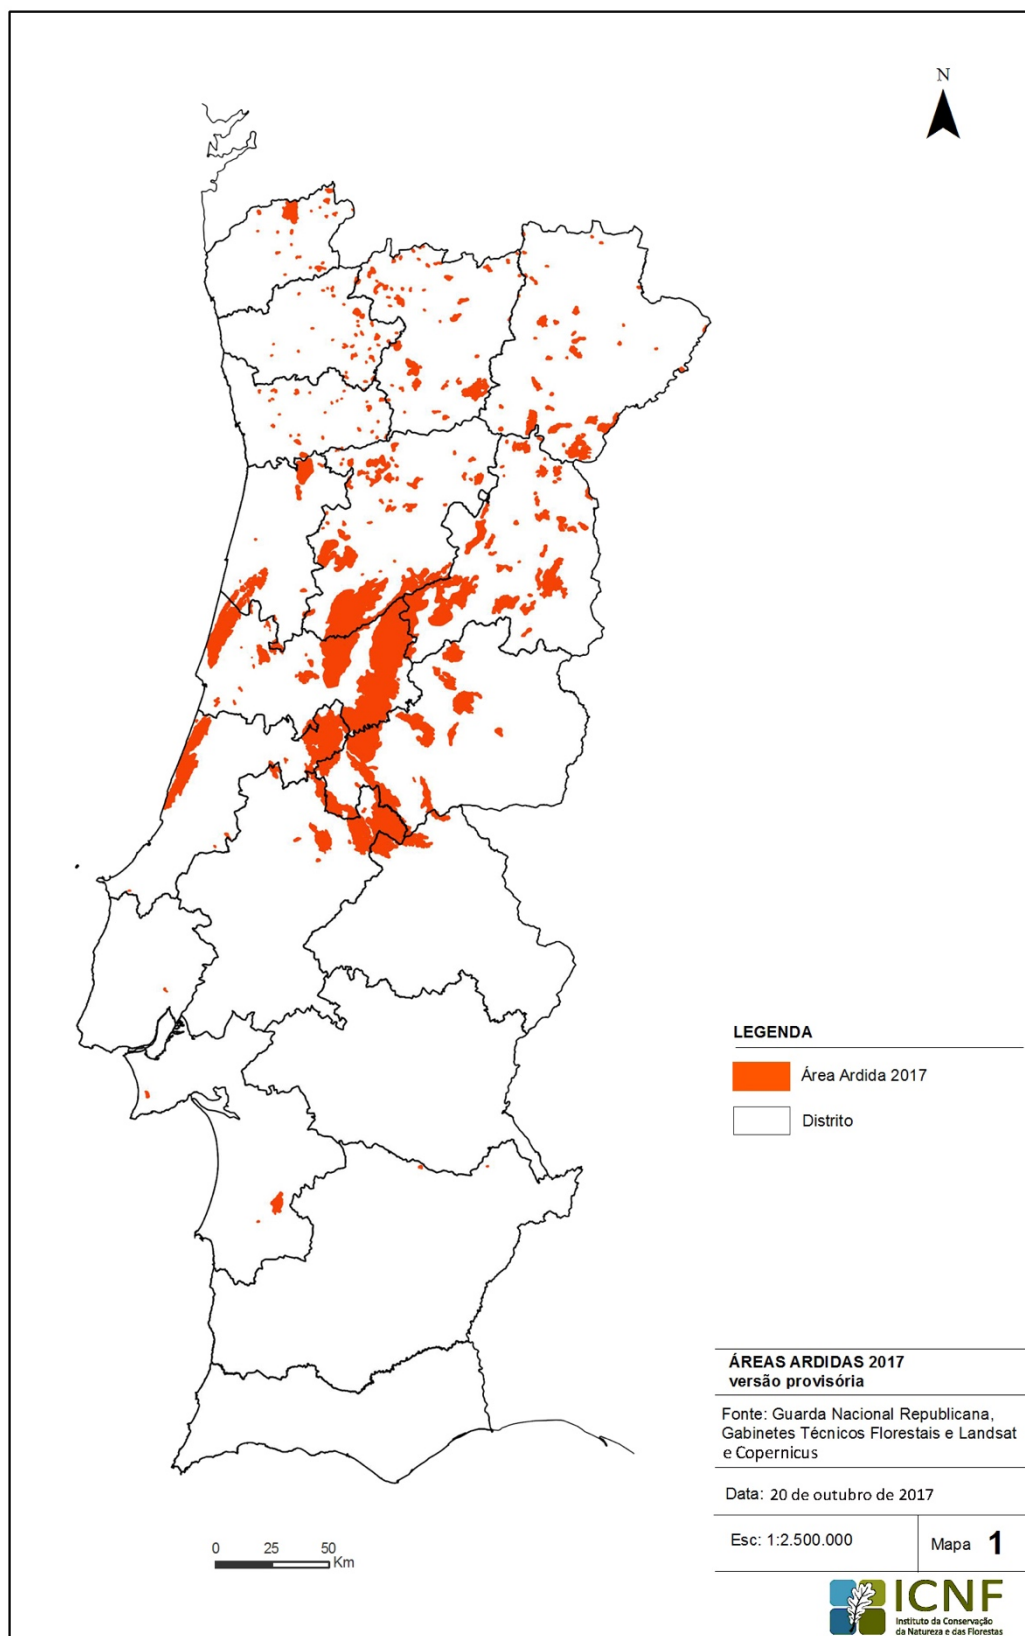 N
LEGENDA
Área Ardida 2017
Distrito
ÁREAS ARDIDAS 2017
versão provisória
Fonte: Guarda Nacional Republicana,
Gabinetes Técnicos Florestais e Landsat
e Copernicus
Data: 20 de outubro de 2017
Esc: 1:2.500.000
Mapa 1
0 25 50
Km
ICNF
Instituto da Conservação
da Natureza e das Florestas